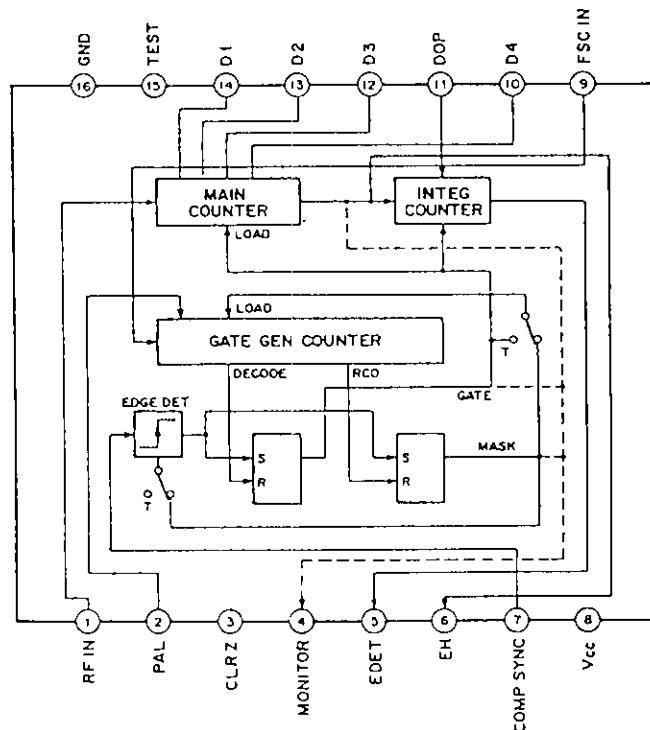 GND
TEST
D1
D2
D3
DOP
D4
FSC IN
16
15
14
13
12
11
10
9
MAIN
COUNTER
INTEG
COUNTER
LOAD
LOAD
GATE GEN COUNTER
T
DECODE
RCO
EDGE DET
GATE
S
R
S
R
MASK
O
T
1
2
3
4
5
6
7
8
RF IN
PAL
CLRZ
MONITOR
EDET
EH
COMP SYNC
Vcc